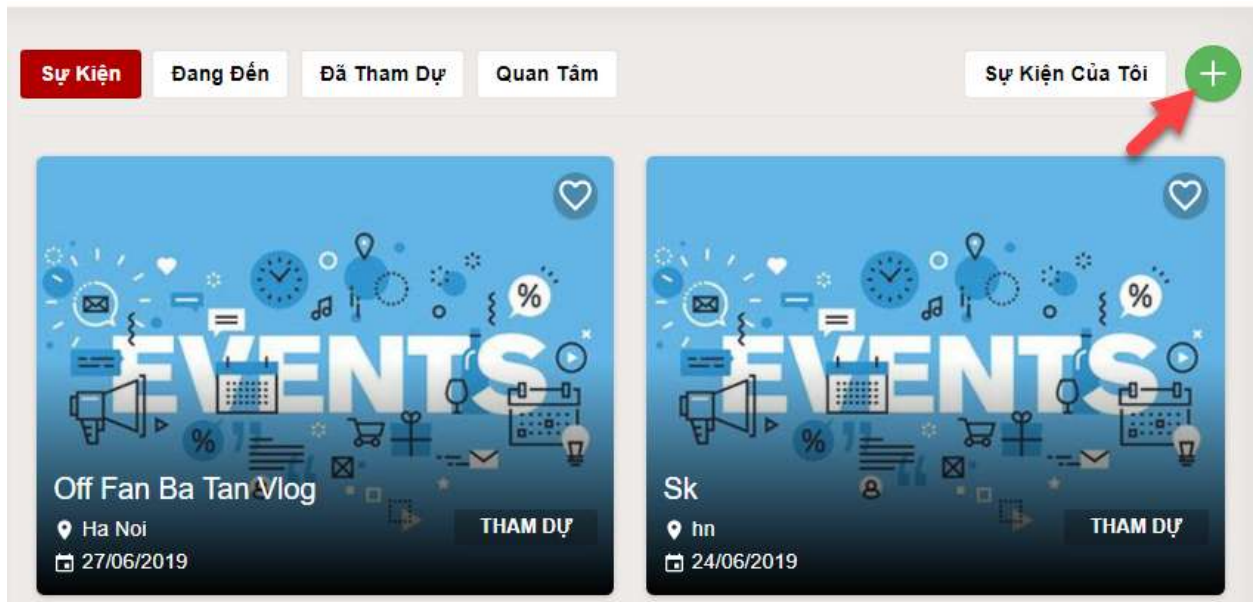 Sự Kiện Đang Đến Đã Tham Dự Quan Tâm Sự Kiện Của Tôi
EVENTS
%
%
Off Fan Ba Tan Vlog
Ha Noi
THAM DỰ
27/06/2019
EVENTS
%
%
Sk
hn
THAM DỰ
24/06/2019